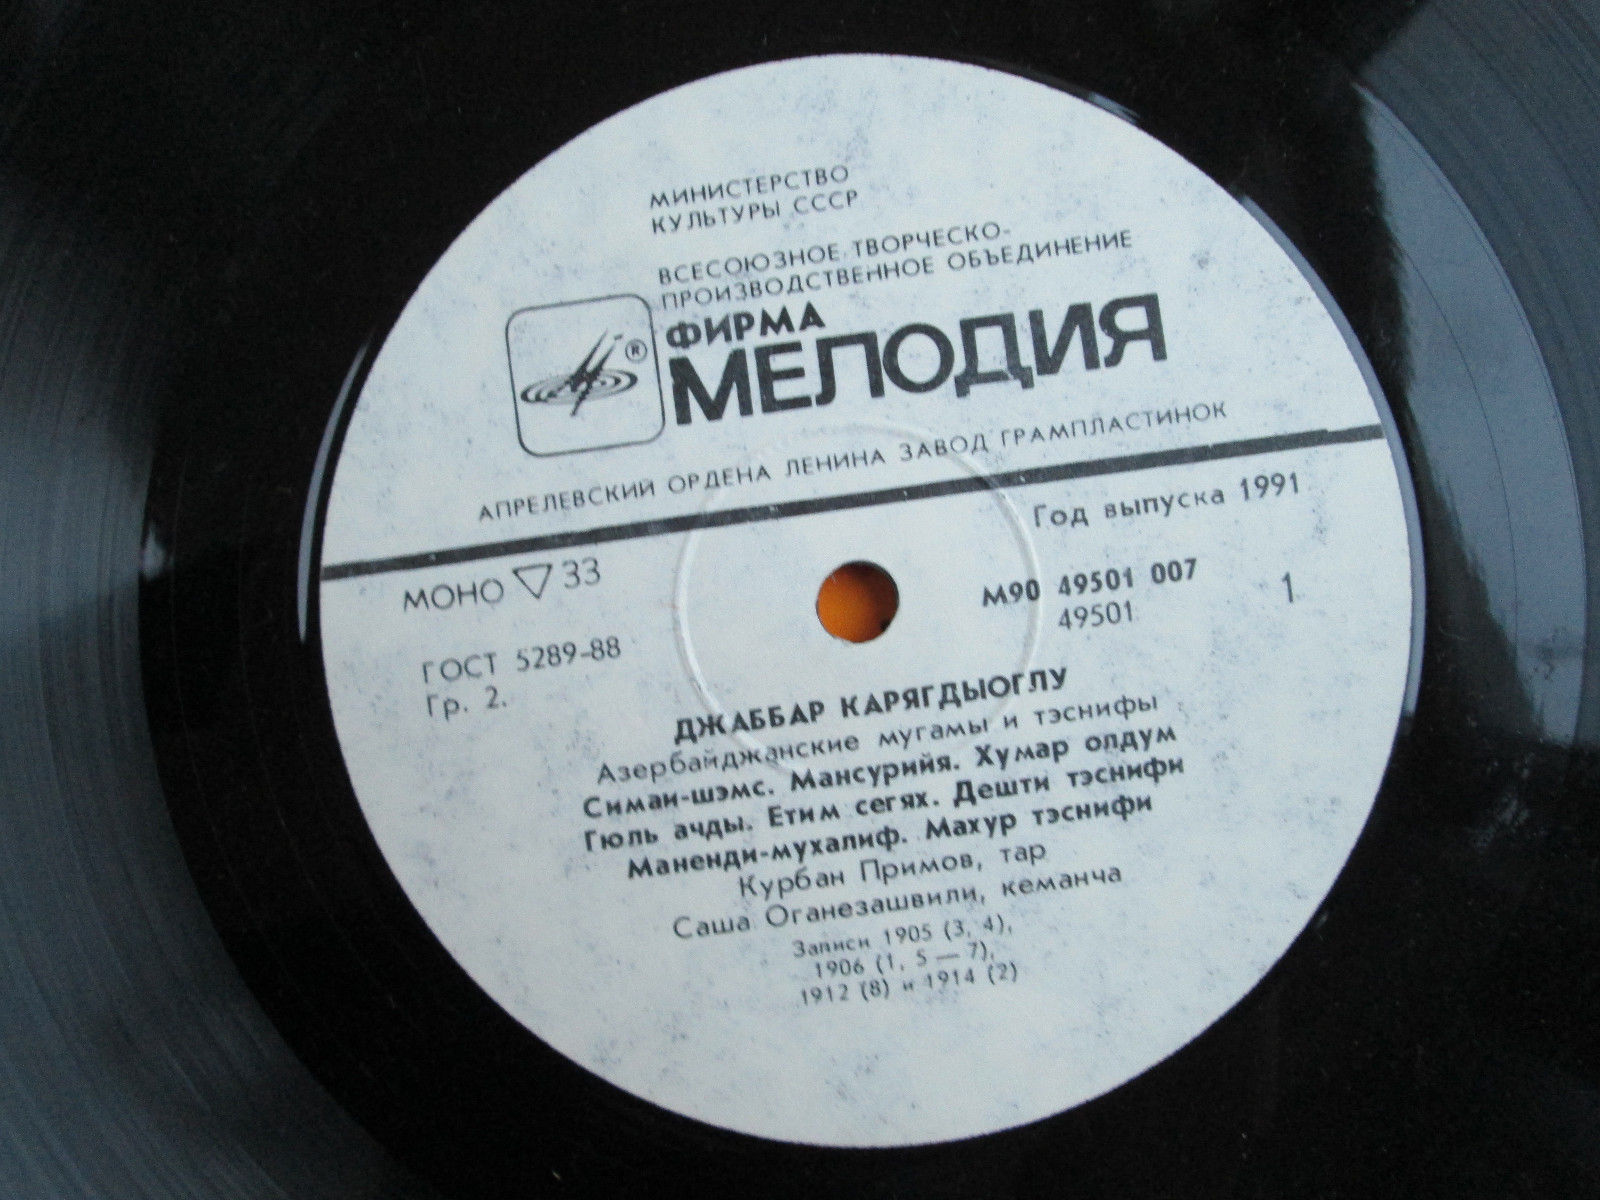 МИНИСТЕРСТВО
КУЛЬТУРЫ СССР
ВСЕСОЮЗНОЕ ТВОРЧЕСКО-
ПРОИЗВОДСТВЕННОЕ ОБЪЕДИНЕНИЕ
ФИРМА
®
МЕЛОДИЯ
АПРЕЛЕВСКИЙ ОРДЕНА ЛЕНИНА ЗАВОД ГРАМПЛАСТИНОК
Год выпуска 1991
МОНО 33
М90 49501 007
49501
1
ГОСТ 5289-88
Гр. 2.
ДЖАББАР КАРЯГДЫОГЛУ
Азербайджанские мугамы и тэснифы
Симаи-шэмс. Мансурийя. Хумар олдум
Гюль ачды. Етим сегях. Дешти тэснифи
Маненди-мухалиф. Махур тэснифи
Курбан Примов, тар
Саша Оганезашвили, кеманча
Записи 1905 (3, 4),
1906 (1, 5 — 7),
1912 (8) и 1914 (2)